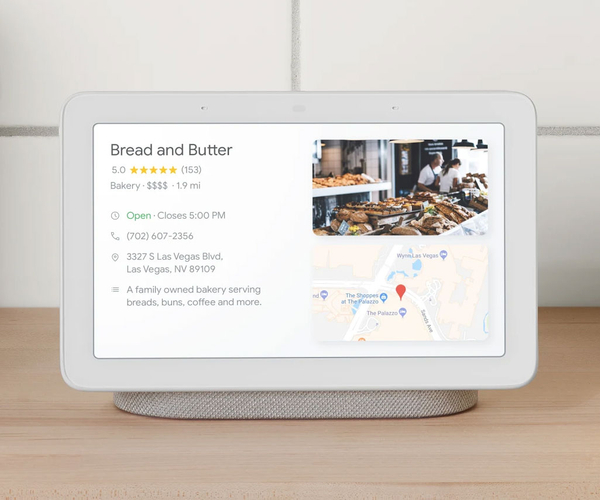 Bread and Butter
5.0 ★★★★★ (153)
Bakery · $$$$ · 1.9 mi
Open · Closes 5:00 PM
(702) 607-2356
3327 S Las Vegas Blvd,
Las Vegas, NV 89109
A family owned bakery serving
breads, buns, coffee and more.
Wynn Las Vegas
The Shoppes
at The Palazzo
The Palazzo
Sands Ave